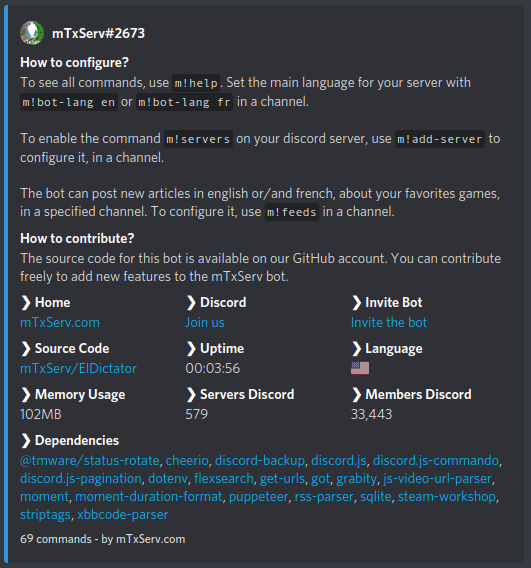 mTxServ#2673
How to configure?
To see all commands, use m!help. Set the main language for your server with
m!bot-lang en or m!bot-lang fr in a channel.
To enable the command m!servers on your discord server, use m!add-server to
configure it, in a channel.
The bot can post new articles in english or/and french, about your favorites games,
in a specified channel. To configure it, use m!feeds in a channel.
How to contribute?
The source code for this bot is available on our GitHub account. You can contribute
freely to add new features to the mTxServ bot.
❯ Home ❯ Discord ❯ Invite Bot
mTxServ.com Join us Invite the bot
❯ Source Code ❯ Uptime ❯ Language
mTxServ/ElDictator 00:03:56
❯ Memory Usage ❯ Servers Discord ❯ Members Discord
102MB 579 33,443
❯ Dependencies
@tmware/status-rotate, cheerio, discord-backup, discord.js, discord.js-commando,
discord.js-pagination, dotenv, flexsearch, get-urls, got, grabity, js-video-url-parser,
moment, moment-duration-format, puppeteer, rss-parser, sqlite, steam-workshop,
striptags, xbbcode-parser
69 commands - by mTxServ.com